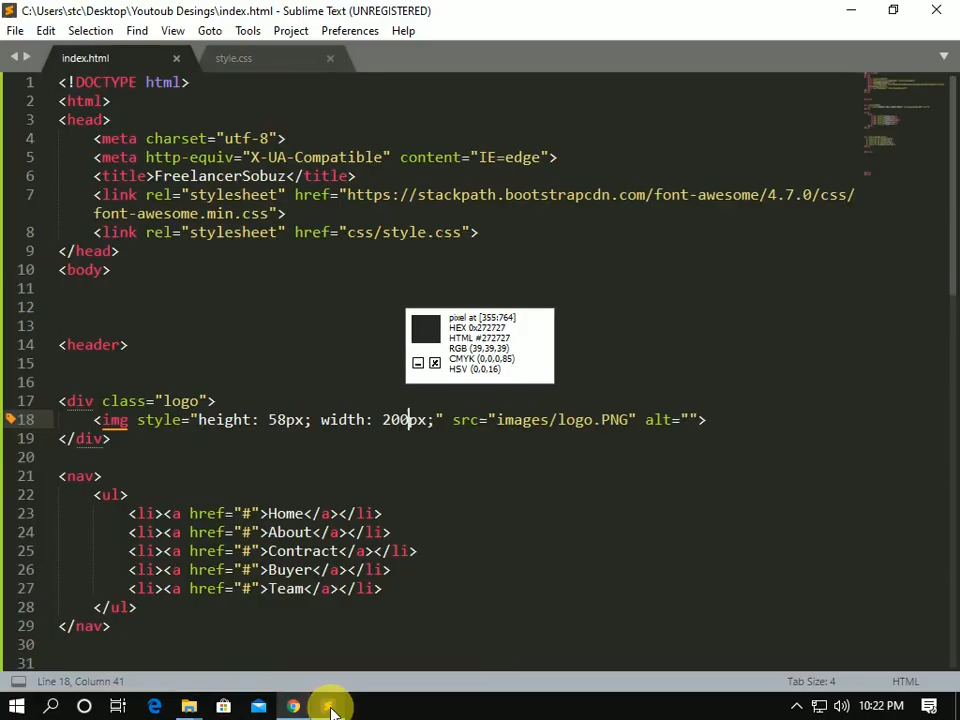 C:\Users\stc\Desktop\Youtoub Desings\index.html - Sublime Text (UNREGISTERED)
File Edit Selection Find View Goto Tools Project Preferences Help
index.html style.css
1 <!DOCTYPE html>
2 <html>
3 <head>
4 <meta charset="utf-8">
5 <meta http-equiv="X-UA-Compatible" content="IE=edge">
6 <title>FreelancerSobuz</title>
7 <link rel="stylesheet" href="https://stackpath.bootstrapcdn.com/font-awesome/4.7.0/css/
font-awesome.min.css">
8 <link rel="stylesheet" href="css/style.css">
9 </head>
10 <body>
11
12
13
14 <header>
15
16
17 <div class="logo">
18 <img style="height: 58px; width: 200px;" src="images/logo.PNG" alt="">
19 </div>
20
21 <nav>
22 <ul>
23 <li><a href="#">Home</a></li>
24 <li><a href="#">About</a></li>
25 <li><a href="#">Contract</a></li>
26 <li><a href="#">Buyer</a></li>
27 <li><a href="#">Team</a></li>
28 </ul>
29 </nav>
30
31
pixel at [355:764]
HEX 0x272727
HTML #272727
RGB (39,39,39)
CMYK (0,0,0,85)
HSV (0,0,16)
Line 18, Column 41 Tab Size: 4 HTML
10:22 PM